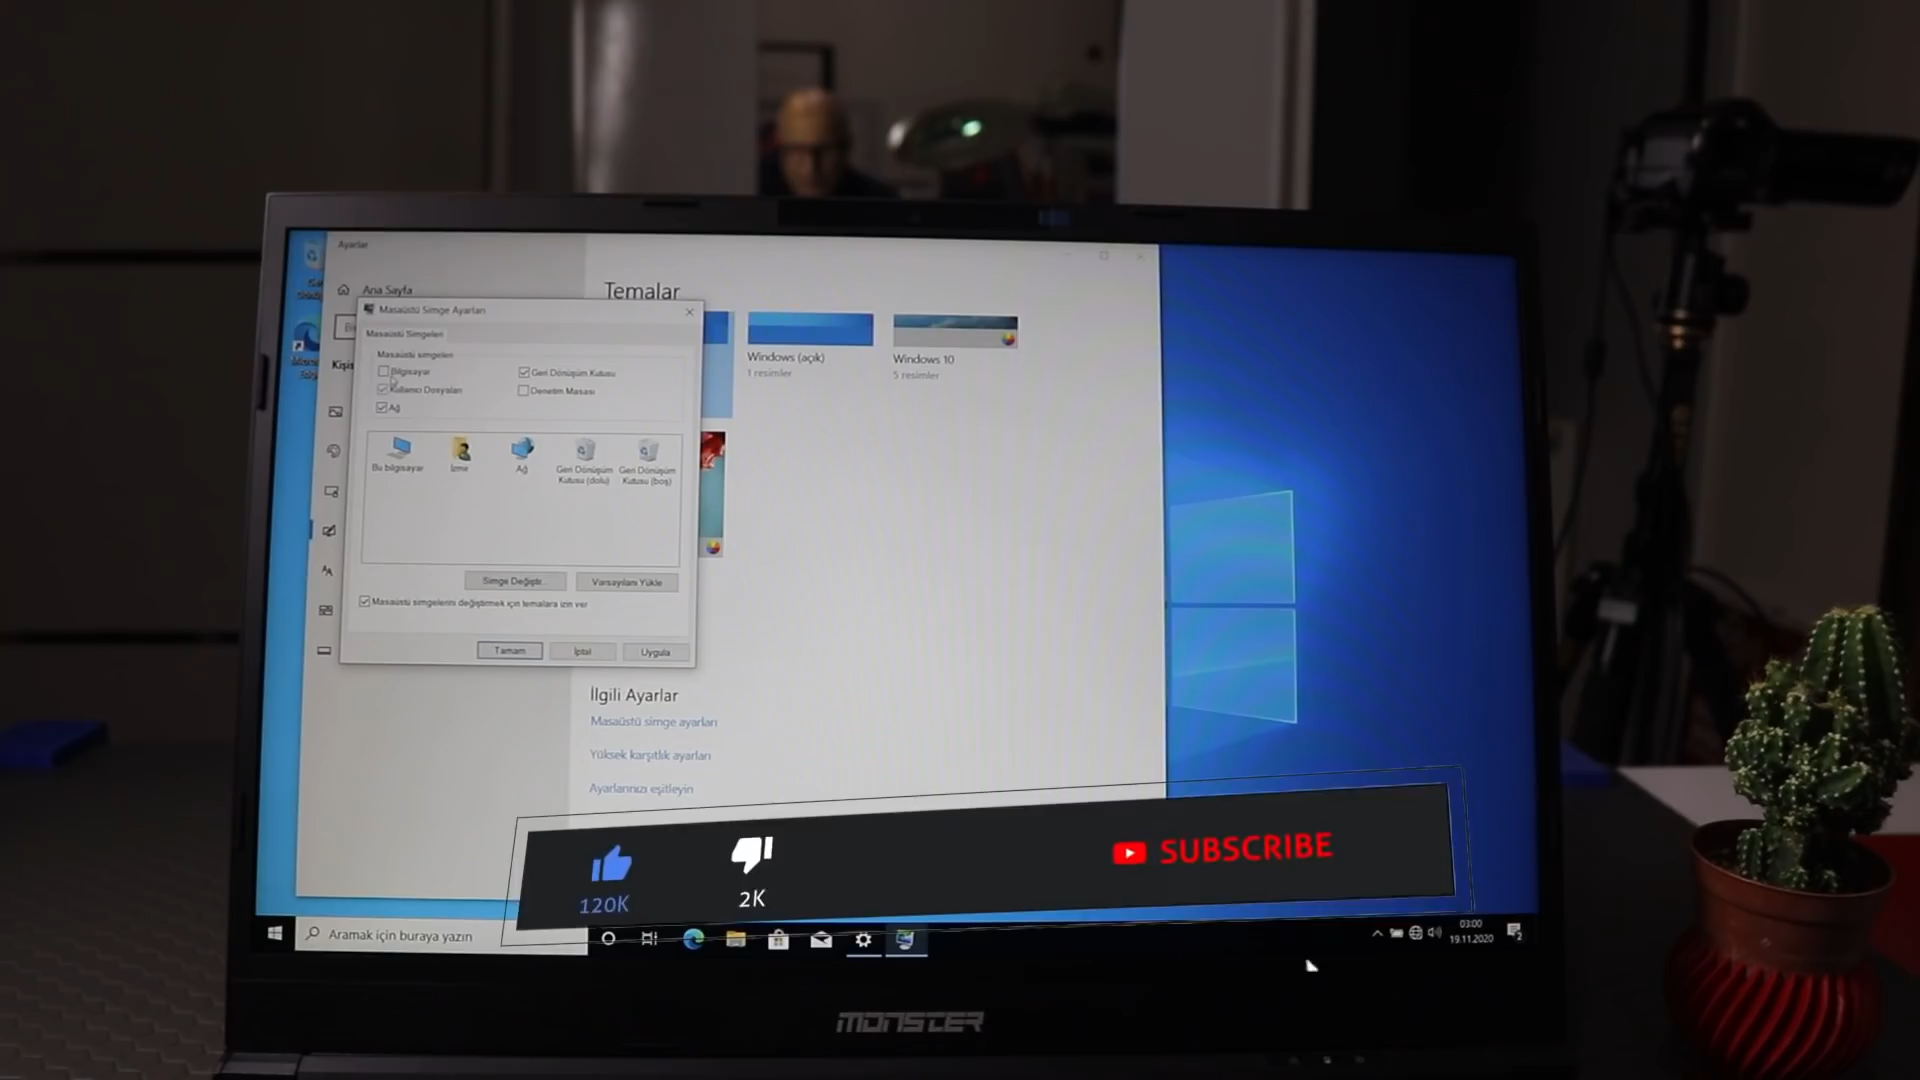 Ayarlar
Ana Sayfa
Temalar
Masaüstü Simge Ayarları
Masaüstü Simgeleri
Masaüstü simgeleri
Bilgisayar
Geri Dönüşüm Kutusu
Kullanıcı Dosyaları
Denetim Masası
Ağ
Bu bilgisayar
Ağ
Geri Dönüşüm
Kutusu (dolu)
Geri Dönüşüm
Kutusu (boş)
Simge Değiştir...
Varsayılanı Yükle
Masaüstü simgelerini değiştirmek için temalara izin ver
Tamam
İptal
Uygula
Windows (açık)
1 resimler
Windows 10
5 resimler
İlgili Ayarlar
Masaüstü simge ayarları
Yüksek karşıtlık ayarları
Ayarlarınızı eşitleyin
120K
2K
SUBSCRIBE
Aramak için buraya yazın
03:00
19.11.2020
2
MONSTER